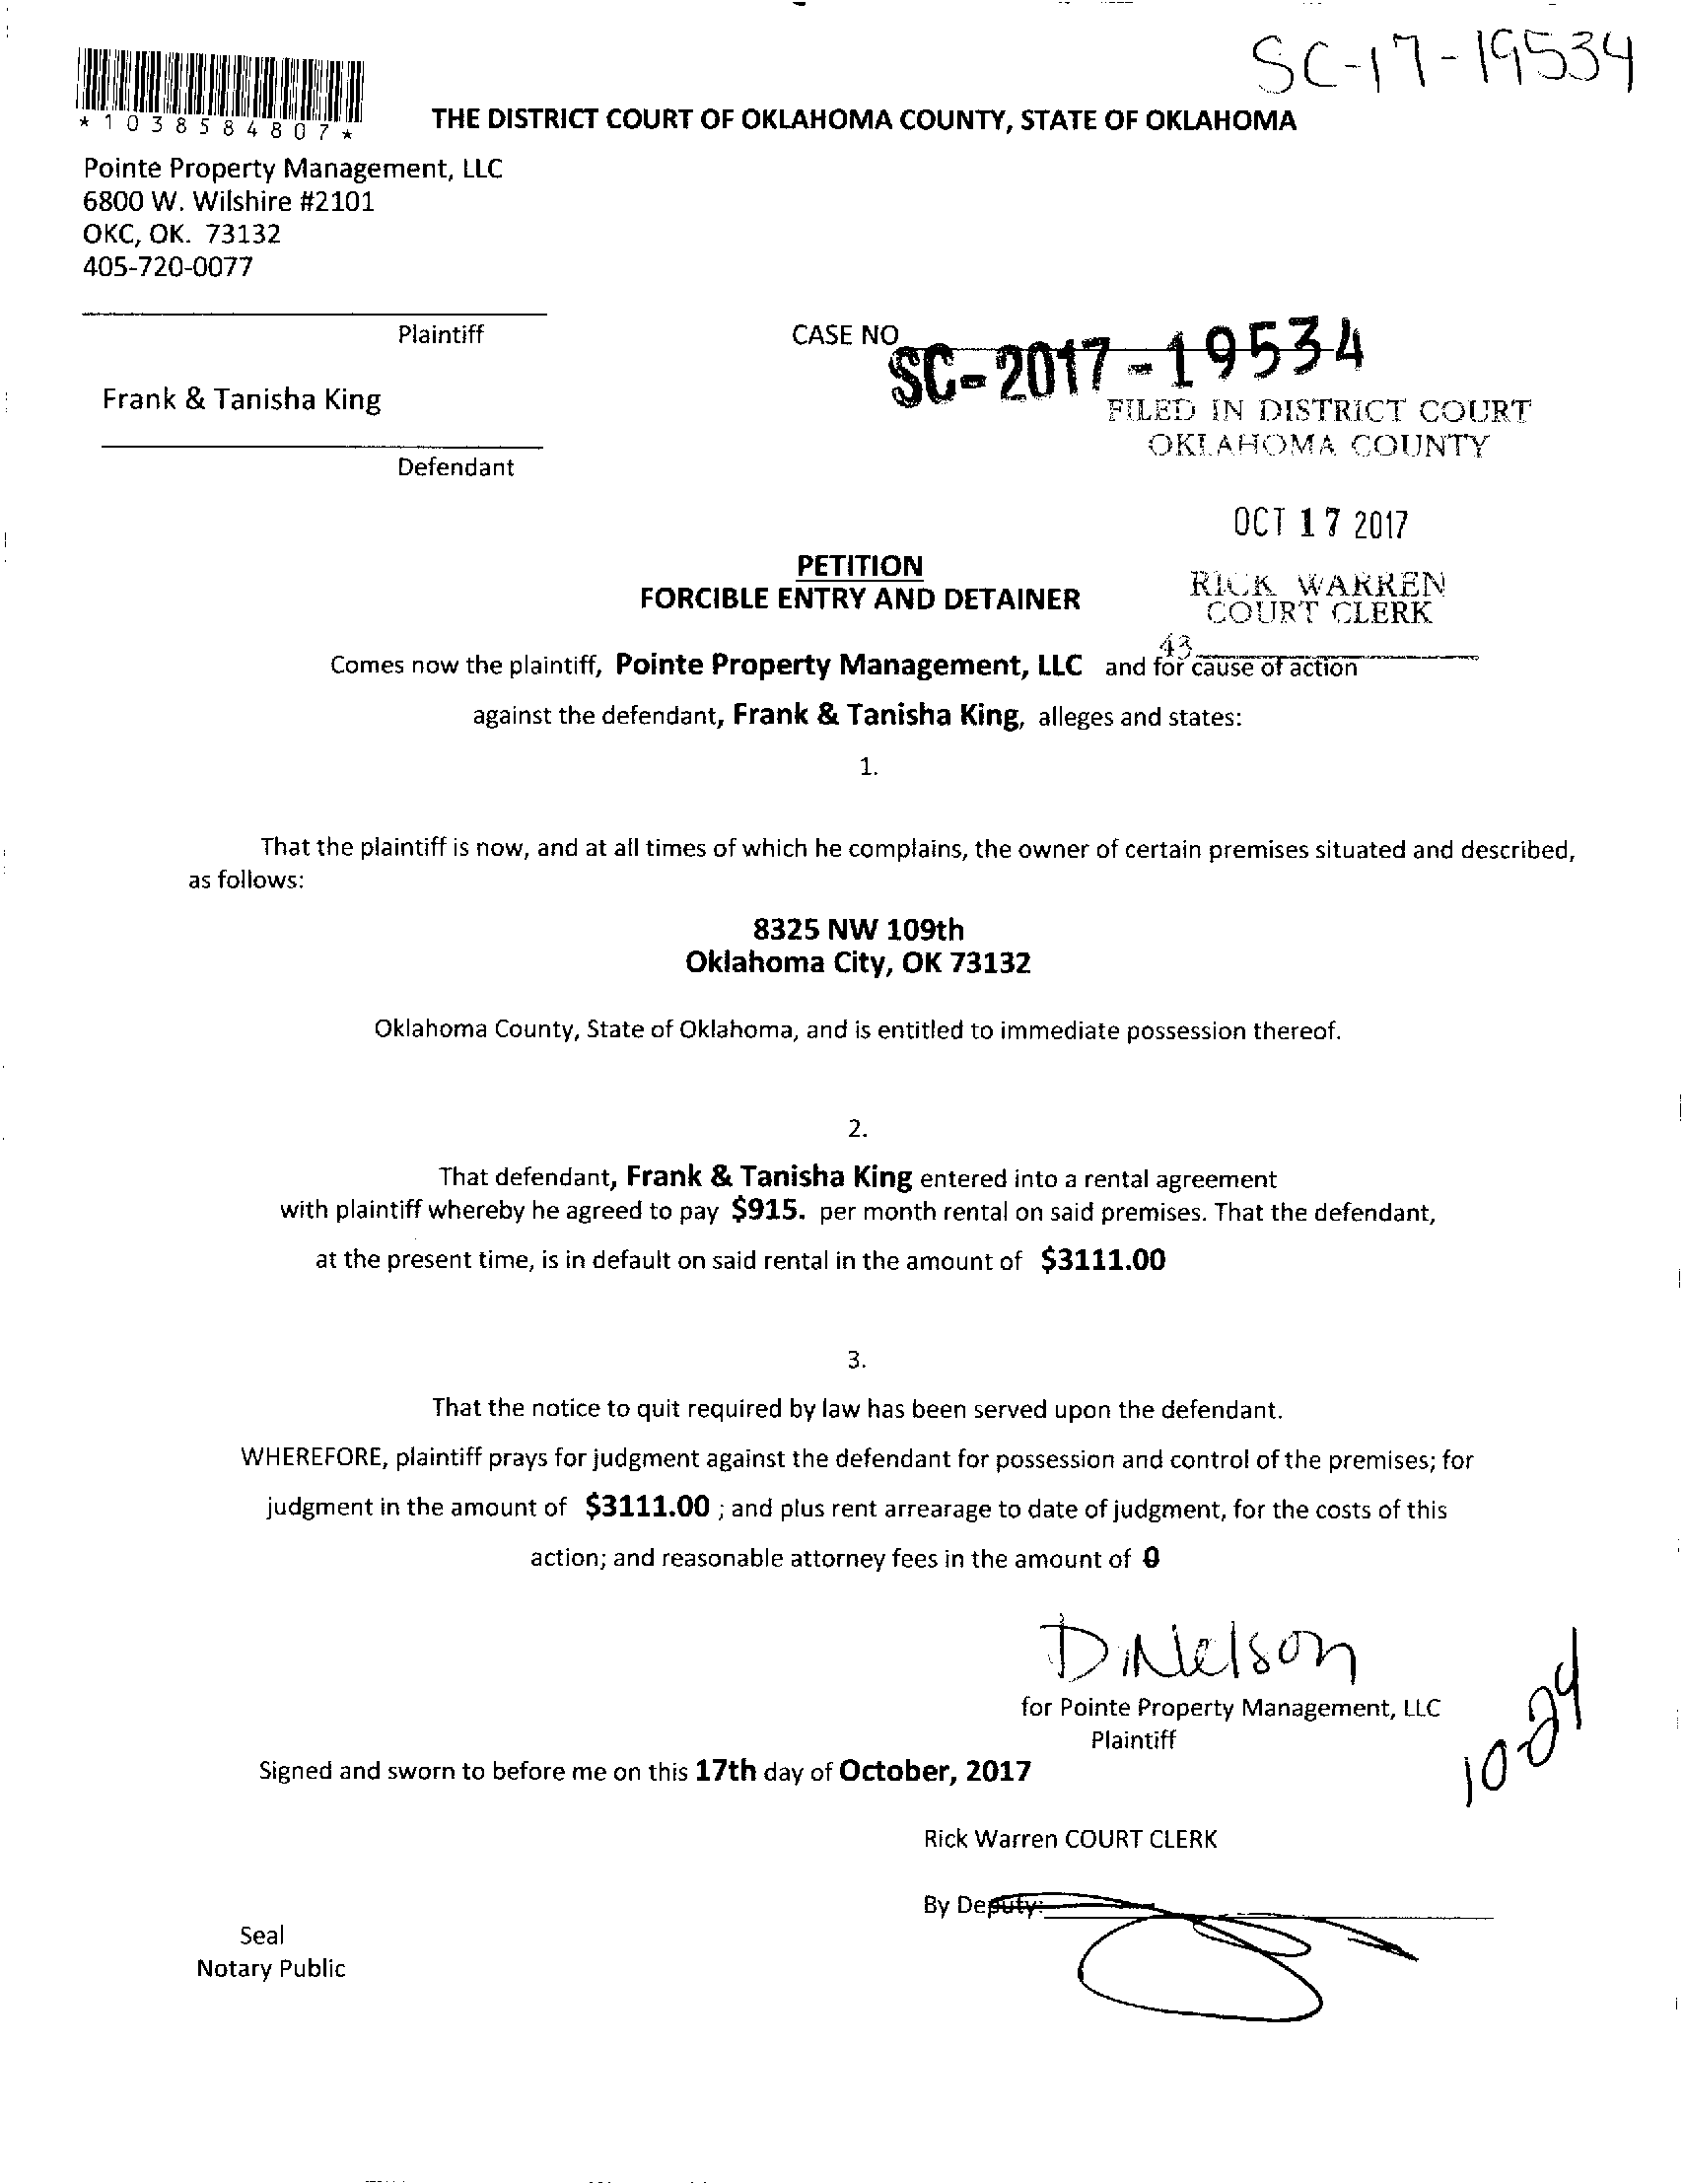 SC-17-19534
*1038584807*
THE DISTRICT COURT OF OKLAHOMA COUNTY, STATE OF OKLAHOMA
Pointe Property Management, LLC
6800 W. Wilshire #2101
OKC, OK. 73132
405-720-0077
Plaintiff
CASE NO
SC-2017-19534
Frank & Tanisha King
FILED IN DISTRICT COURT
OKLAHOMA COUNTY
Defendant
OCT 17 2017
PETITION
FORCIBLE ENTRY AND DETAINER
RICK WARREN
COURT CLERK
43
Comes now the plaintiff, Pointe Property Management, LLC and for cause of action
against the defendant, Frank & Tanisha King, alleges and states:
1.
That the plaintiff is now, and at all times of which he complains, the owner of certain premises situated and described,
as follows:
8325 NW 109th
Oklahoma City, OK 73132
Oklahoma County, State of Oklahoma, and is entitled to immediate possession thereof.
2.
That defendant, Frank & Tanisha King entered into a rental agreement
with plaintiff whereby he agreed to pay $915. per month rental on said premises. That the defendant,
at the present time, is in default on said rental in the amount of $3111.00
3.
That the notice to quit required by law has been served upon the defendant.
WHEREFORE, plaintiff prays for judgment against the defendant for possession and control of the premises; for
judgment in the amount of $3111.00 ; and plus rent arrearage to date of judgment, for the costs of this
action; and reasonable attorney fees in the amount of 0
D. Nelson
for Pointe Property Management, LLC
Plaintiff
10-24
Signed and sworn to before me on this 17th day of October, 2017
Rick Warren COURT CLERK
By Deputy:
Seal
Notary Public